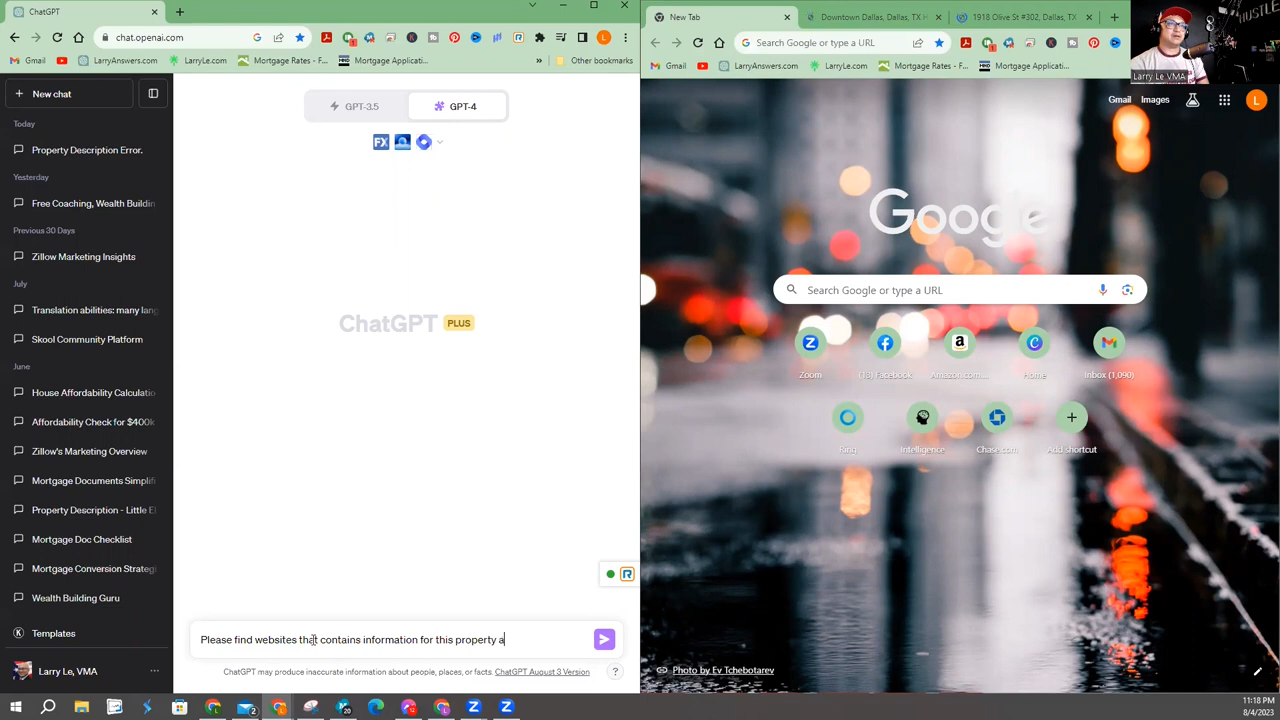 ChatGPT
New Tab
Downtown Dallas, Dallas, TX H
1918 Olive St #302, Dallas, TX
HUSTLE
chat.openai.com
Search Google or type a URL
Gmail
LarryAnswers.com
LarryLe.com
Mortgage Rates - F...
Mortgage Applicati...
Other bookmarks
Gmail
LarryAnswers.com
LarryLe.com
Mortgage Rates - F...
Mortgage Applicati...
Larry Le VMA
New chat
GPT-3.5
GPT-4
Gmail
Images
L
Today
Property Description Error.
Yesterday
Free Coaching, Wealth Buildin
Previous 30 Days
Zillow Marketing Insights
July
Translation abilities: many lang
Skool Community Platform
June
House Affordability Calculatio
Affordability Check for $400k
Zillow's Marketing Overview
Mortgage Documents Simplifi
Property Description - Little El
Mortgage Doc Checklist
Mortgage Conversion Strategi
Wealth Building Guru
Templates
Larry Le, VMA
FX
ChatGPT PLUS
Please find websites that contains information for this property a
ChatGPT may produce inaccurate information about people, places, or facts. ChatGPT August 3 Version
?
Google
Search Google or type a URL
Zoom
(13) Facebook
Amazon.com...
Home
Inbox (1,090)
Ring
Intelligence
Chase.com
Add shortcut
Photo by Ev Tchebotarev
11:18 PM
8/4/2023